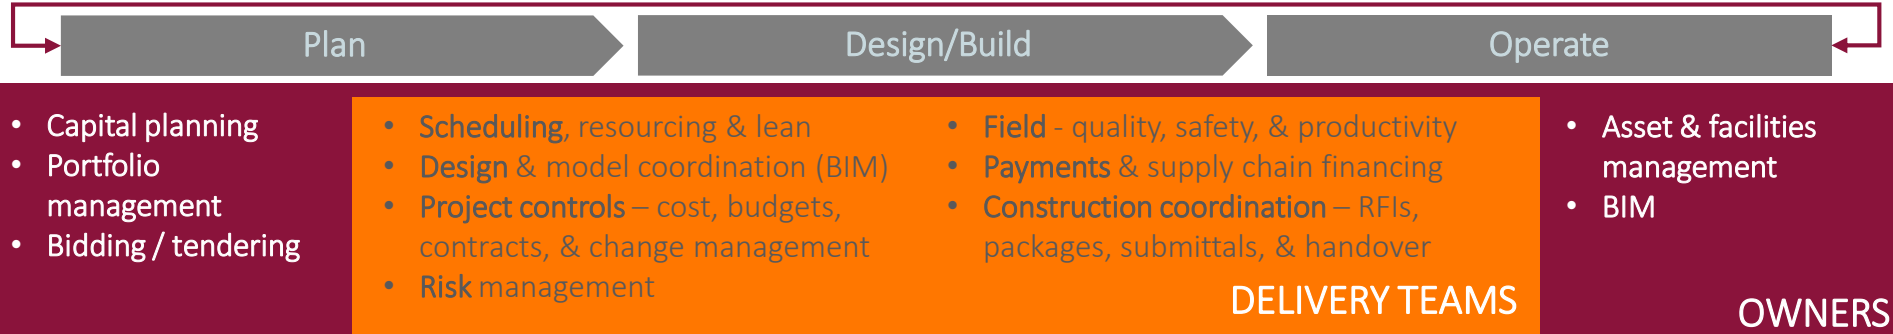 Plan
Design/Build
Operate
• Capital planning
• Portfolio
management
• Bidding / tendering
• Scheduling, resourcing & lean
• Design & model coordination (BIM)
• Project controls – cost, budgets,
contracts, & change management
• Risk management
• Field - quality, safety, & productivity
• Payments & supply chain financing
• Construction coordination – RFIs,
packages, submittals, & handover
DELIVERY TEAMS
• Asset & facilities
management
• BIM
OWNERS